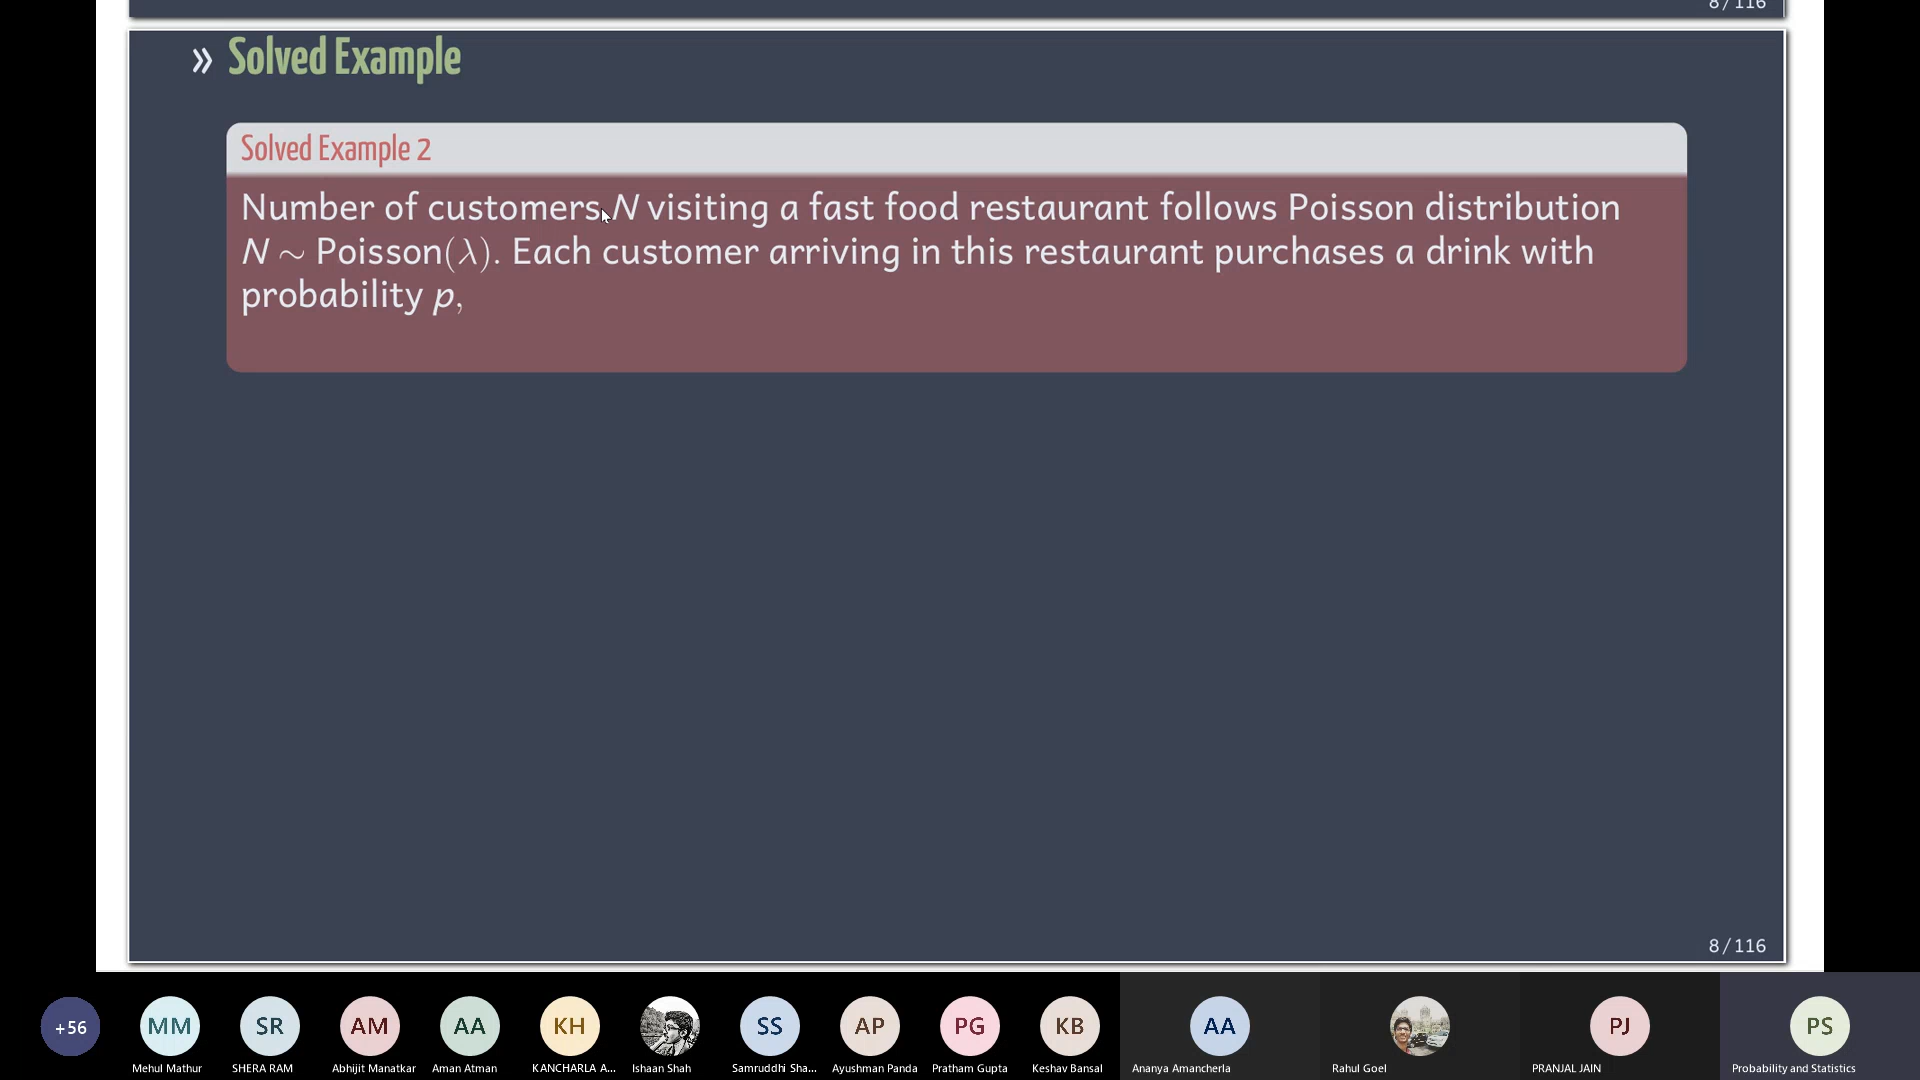 8/116
» Solved Example
Solved Example 2
Number of customers N visiting a fast food restaurant follows Poisson distribution
N ∼ Poisson(λ). Each customer arriving in this restaurant purchases a drink with
probability p,
8/116
+56
MM
SR
AM
AA
KH
SS
AP
PG
KB
AA
PJ
PS
Mehul Mathur
SHERA RAM
Abhijit Manatkar
Aman Atman
KANCHARLA A...
Ishaan Shah
Samruddhi Sha...
Ayushman Panda
Pratham Gupta
Keshav Bansal
Ananya Amancherla
Rahul Goel
PRANJAL JAIN
Probability and Statistics